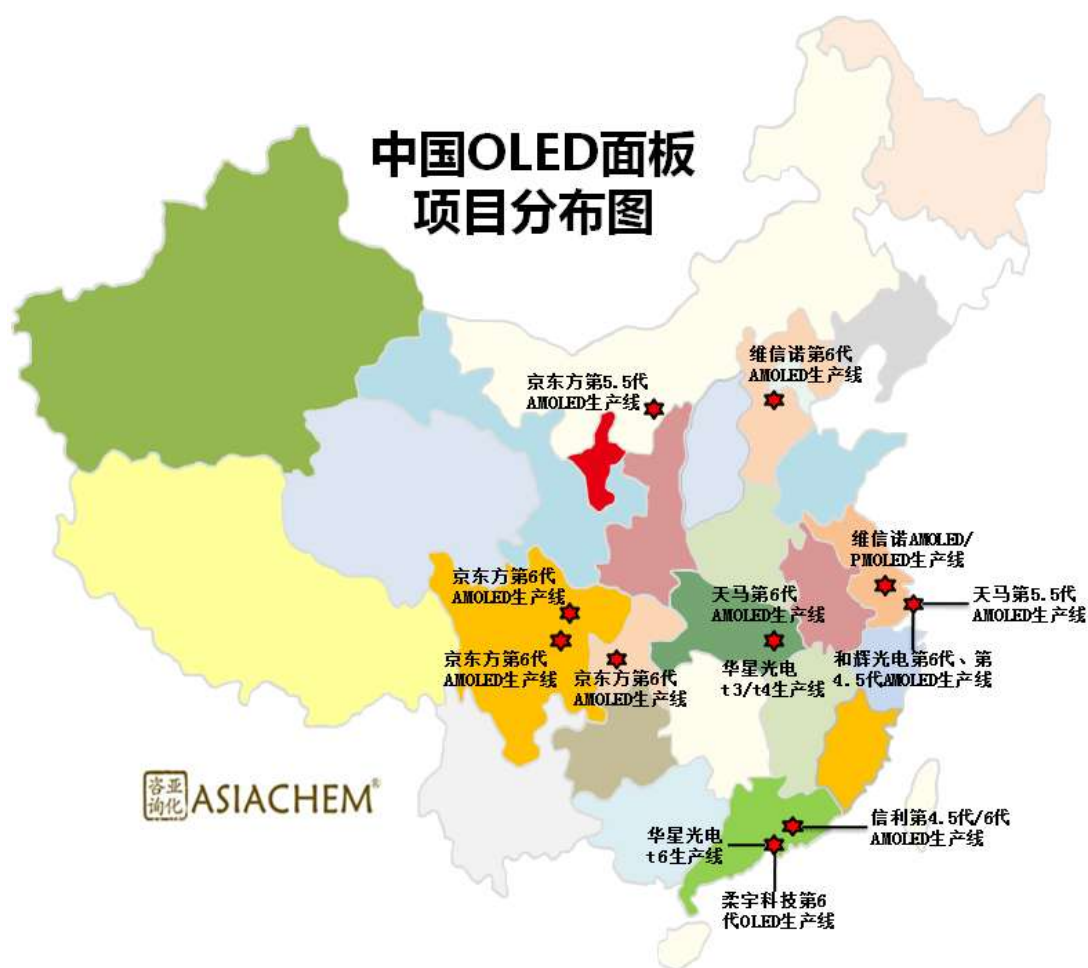 中国OLED面板
项目分布图
维信诺第6代
AMOLED生产线
京东方第5.5代
AMOLED生产线
维信诺AMOLED/
PMOLED生产线
京东方第6代
AMOLED生产线
天马第6代
AMOLED生产线
天马第5.5代
AMOLED生产线
京东方第6代
AMOLED生产线
京东方第6代
AMOLED生产线
华星光电
t3/t4生产线
和辉光电第6代、第
4.5代AMOLED生产线
咨亚
询化
ASIACHEM®
华星光电
t6生产线
信利第4.5代/6代
AMOLED生产线
柔宇科技第6
代OLED生产线